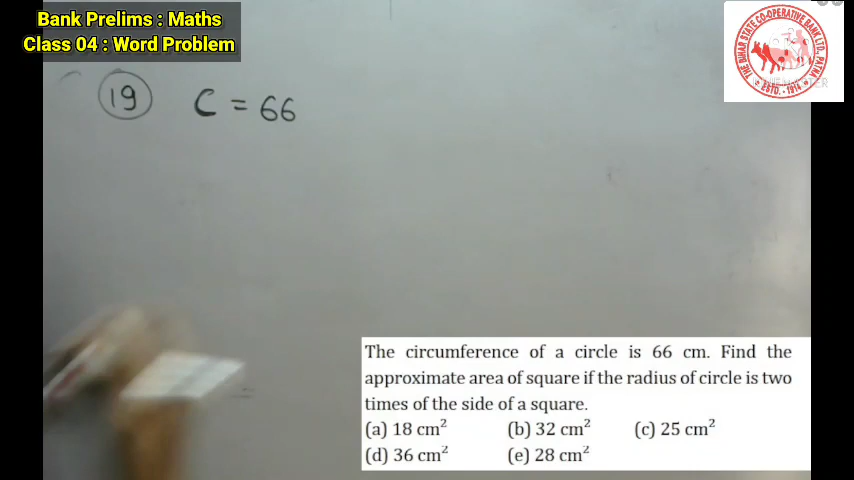 Bank Prelims : Maths
Class 04 : Word Problem
THE BIHAR STATE CO-OPERATIVE BANK LTD. PATNA
ESTD. - 1914
19 C = 66
The circumference of a circle is 66 cm. Find the
approximate area of square if the radius of circle is two
times of the side of a square.
(a) 18 cm² (b) 32 cm² (c) 25 cm²
(d) 36 cm² (e) 28 cm²